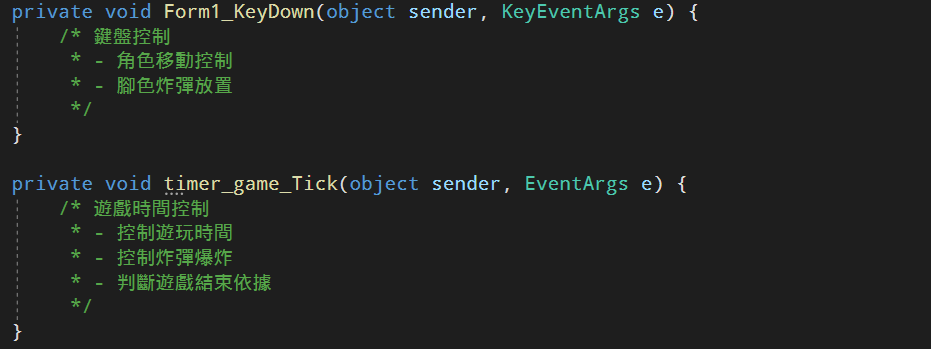 private void Form1_KeyDown(object sender, KeyEventArgs e) {
/* 鍵盤控制
* - 角色移動控制
* - 腳色炸彈放置
*/
}
private void timer_game_Tick(object sender, EventArgs e) {
/* 遊戲時間控制
* - 控制遊玩時間
* - 控制炸彈爆炸
* - 判斷遊戲結束依據
*/
}